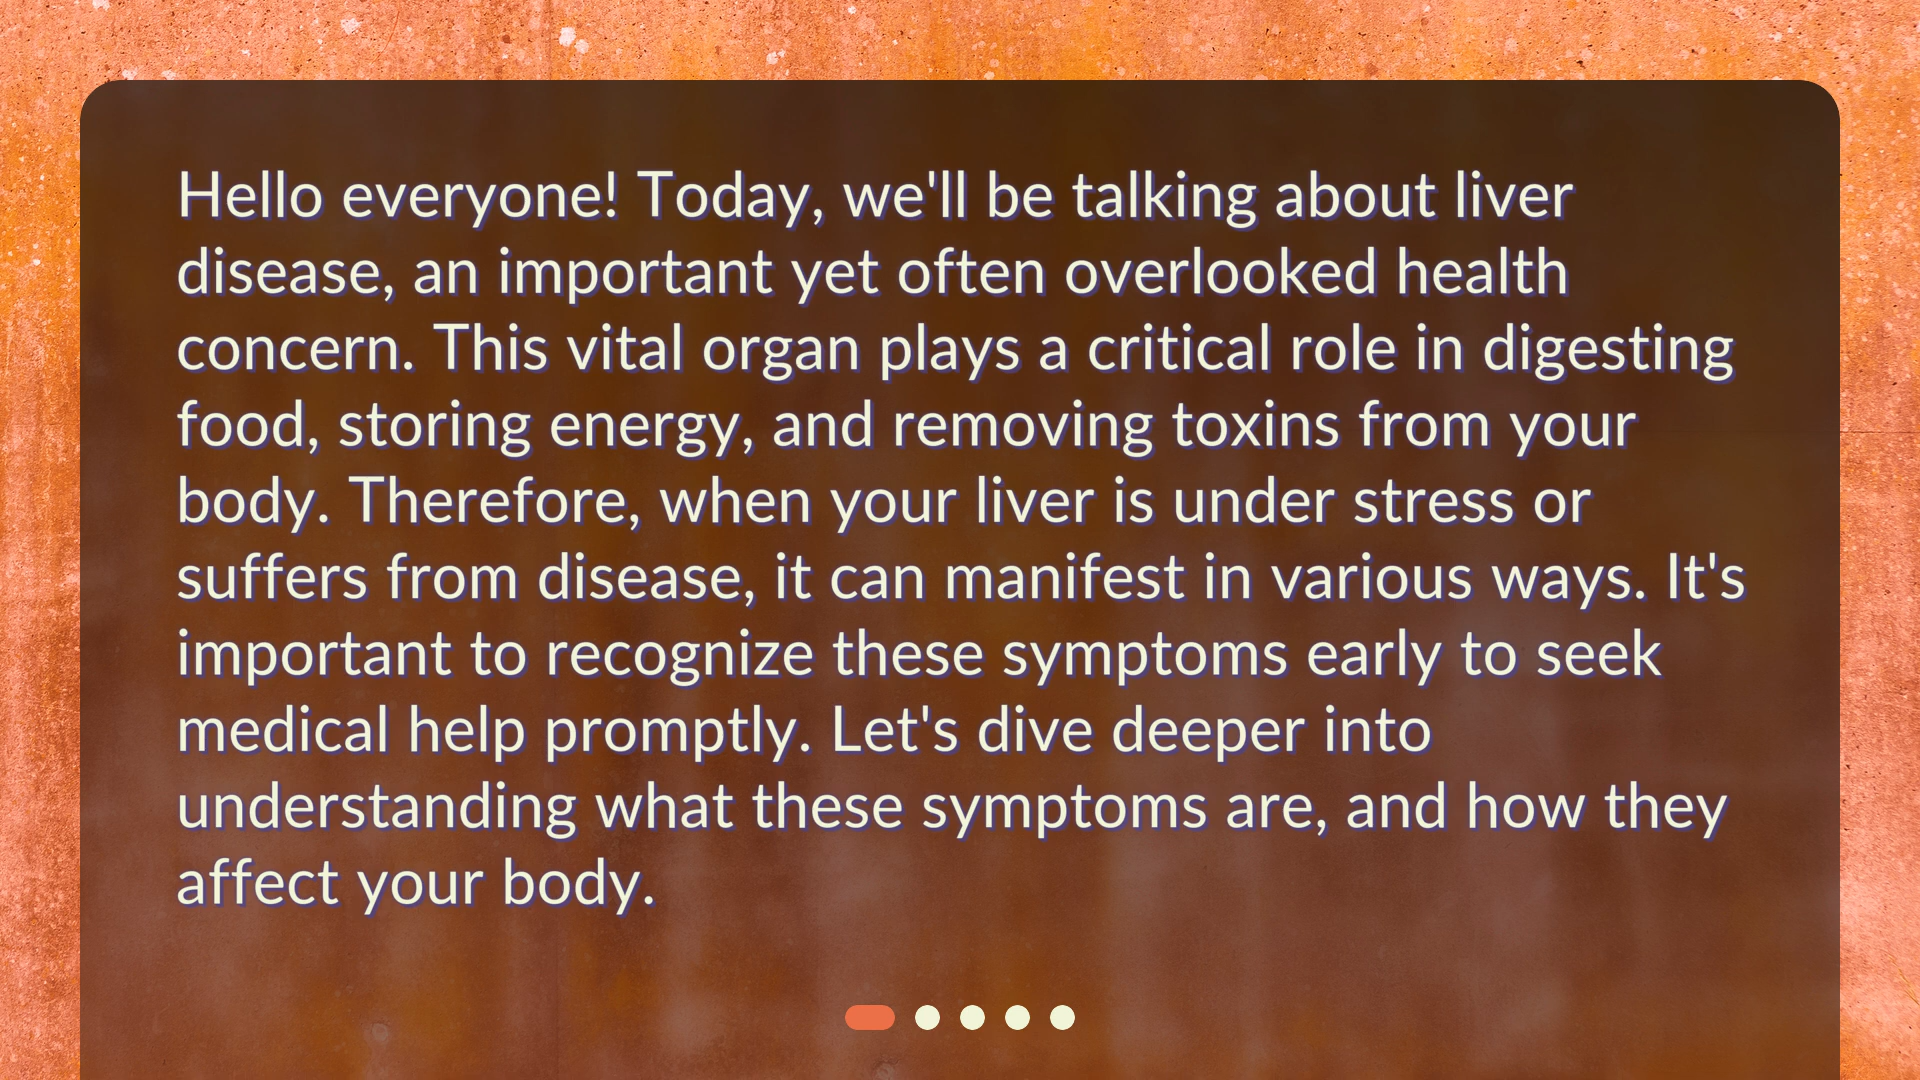 Hello everyone! Today, we'll be talking about liver
disease, an important yet often overlooked health
concern. This vital organ plays a critical role in digesting
food, storing energy, and removing toxins from your
body. Therefore, when your liver is under stress or
suffers from disease, it can manifest in various ways. It's
important to recognize these symptoms early to seek
medical help promptly. Let's dive deeper into
understanding what these symptoms are, and how they
affect your body.